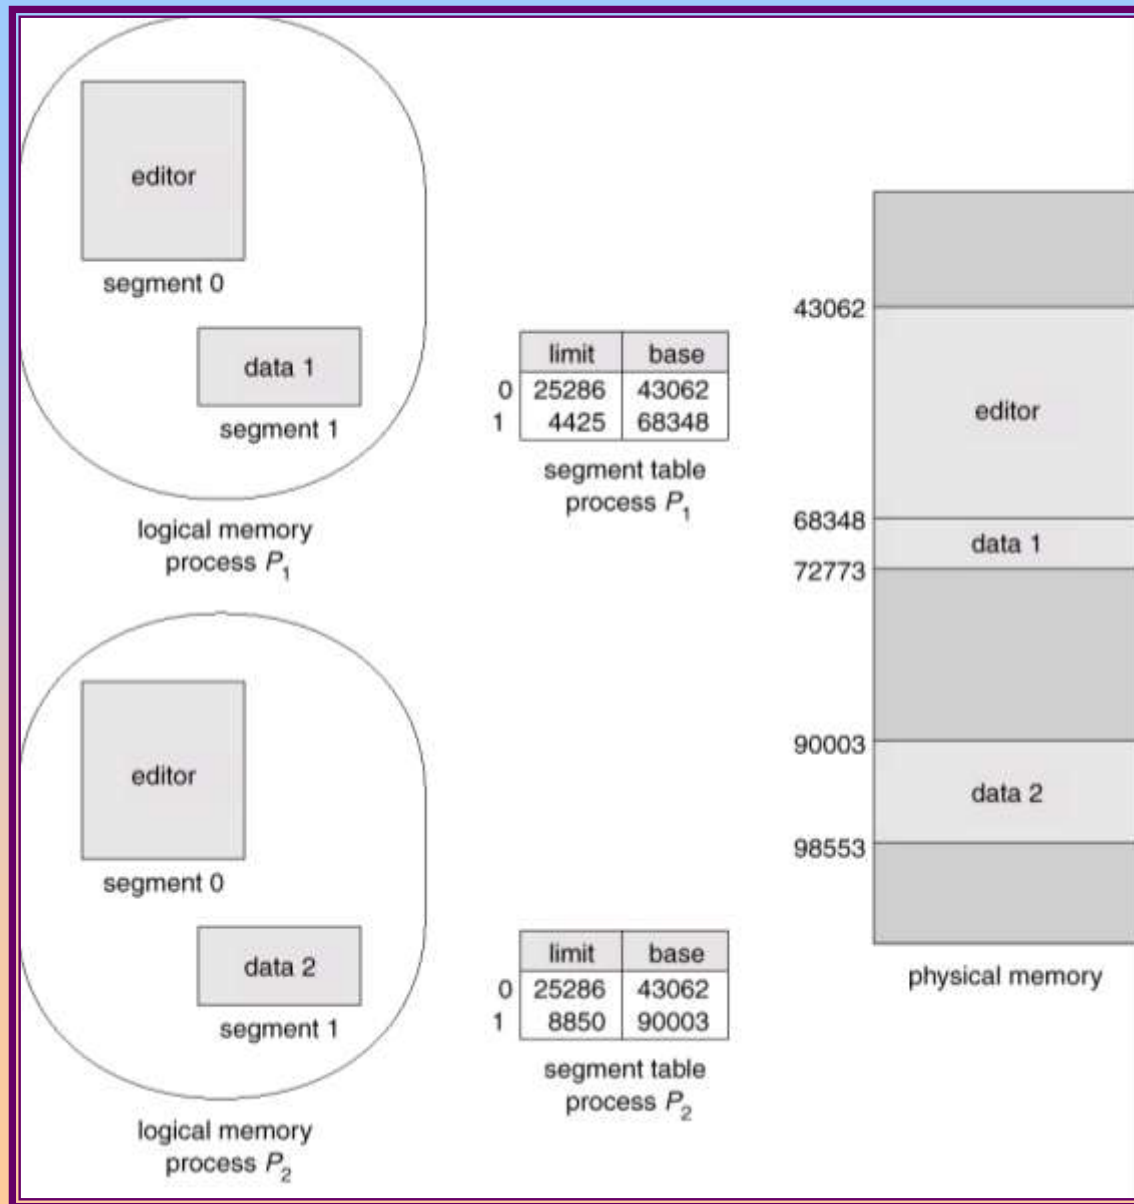 editor
segment 0
data 1
segment 1
logical memory
process P1
limit base
0 25286 43062
1 4425 68348
segment table
process P1
editor
segment 0
data 2
segment 1
logical memory
process P2
limit base
0 25286 43062
1 8850 90003
segment table
process P2
43062
editor
68348
data 1
72773
90003
data 2
98553
physical memory